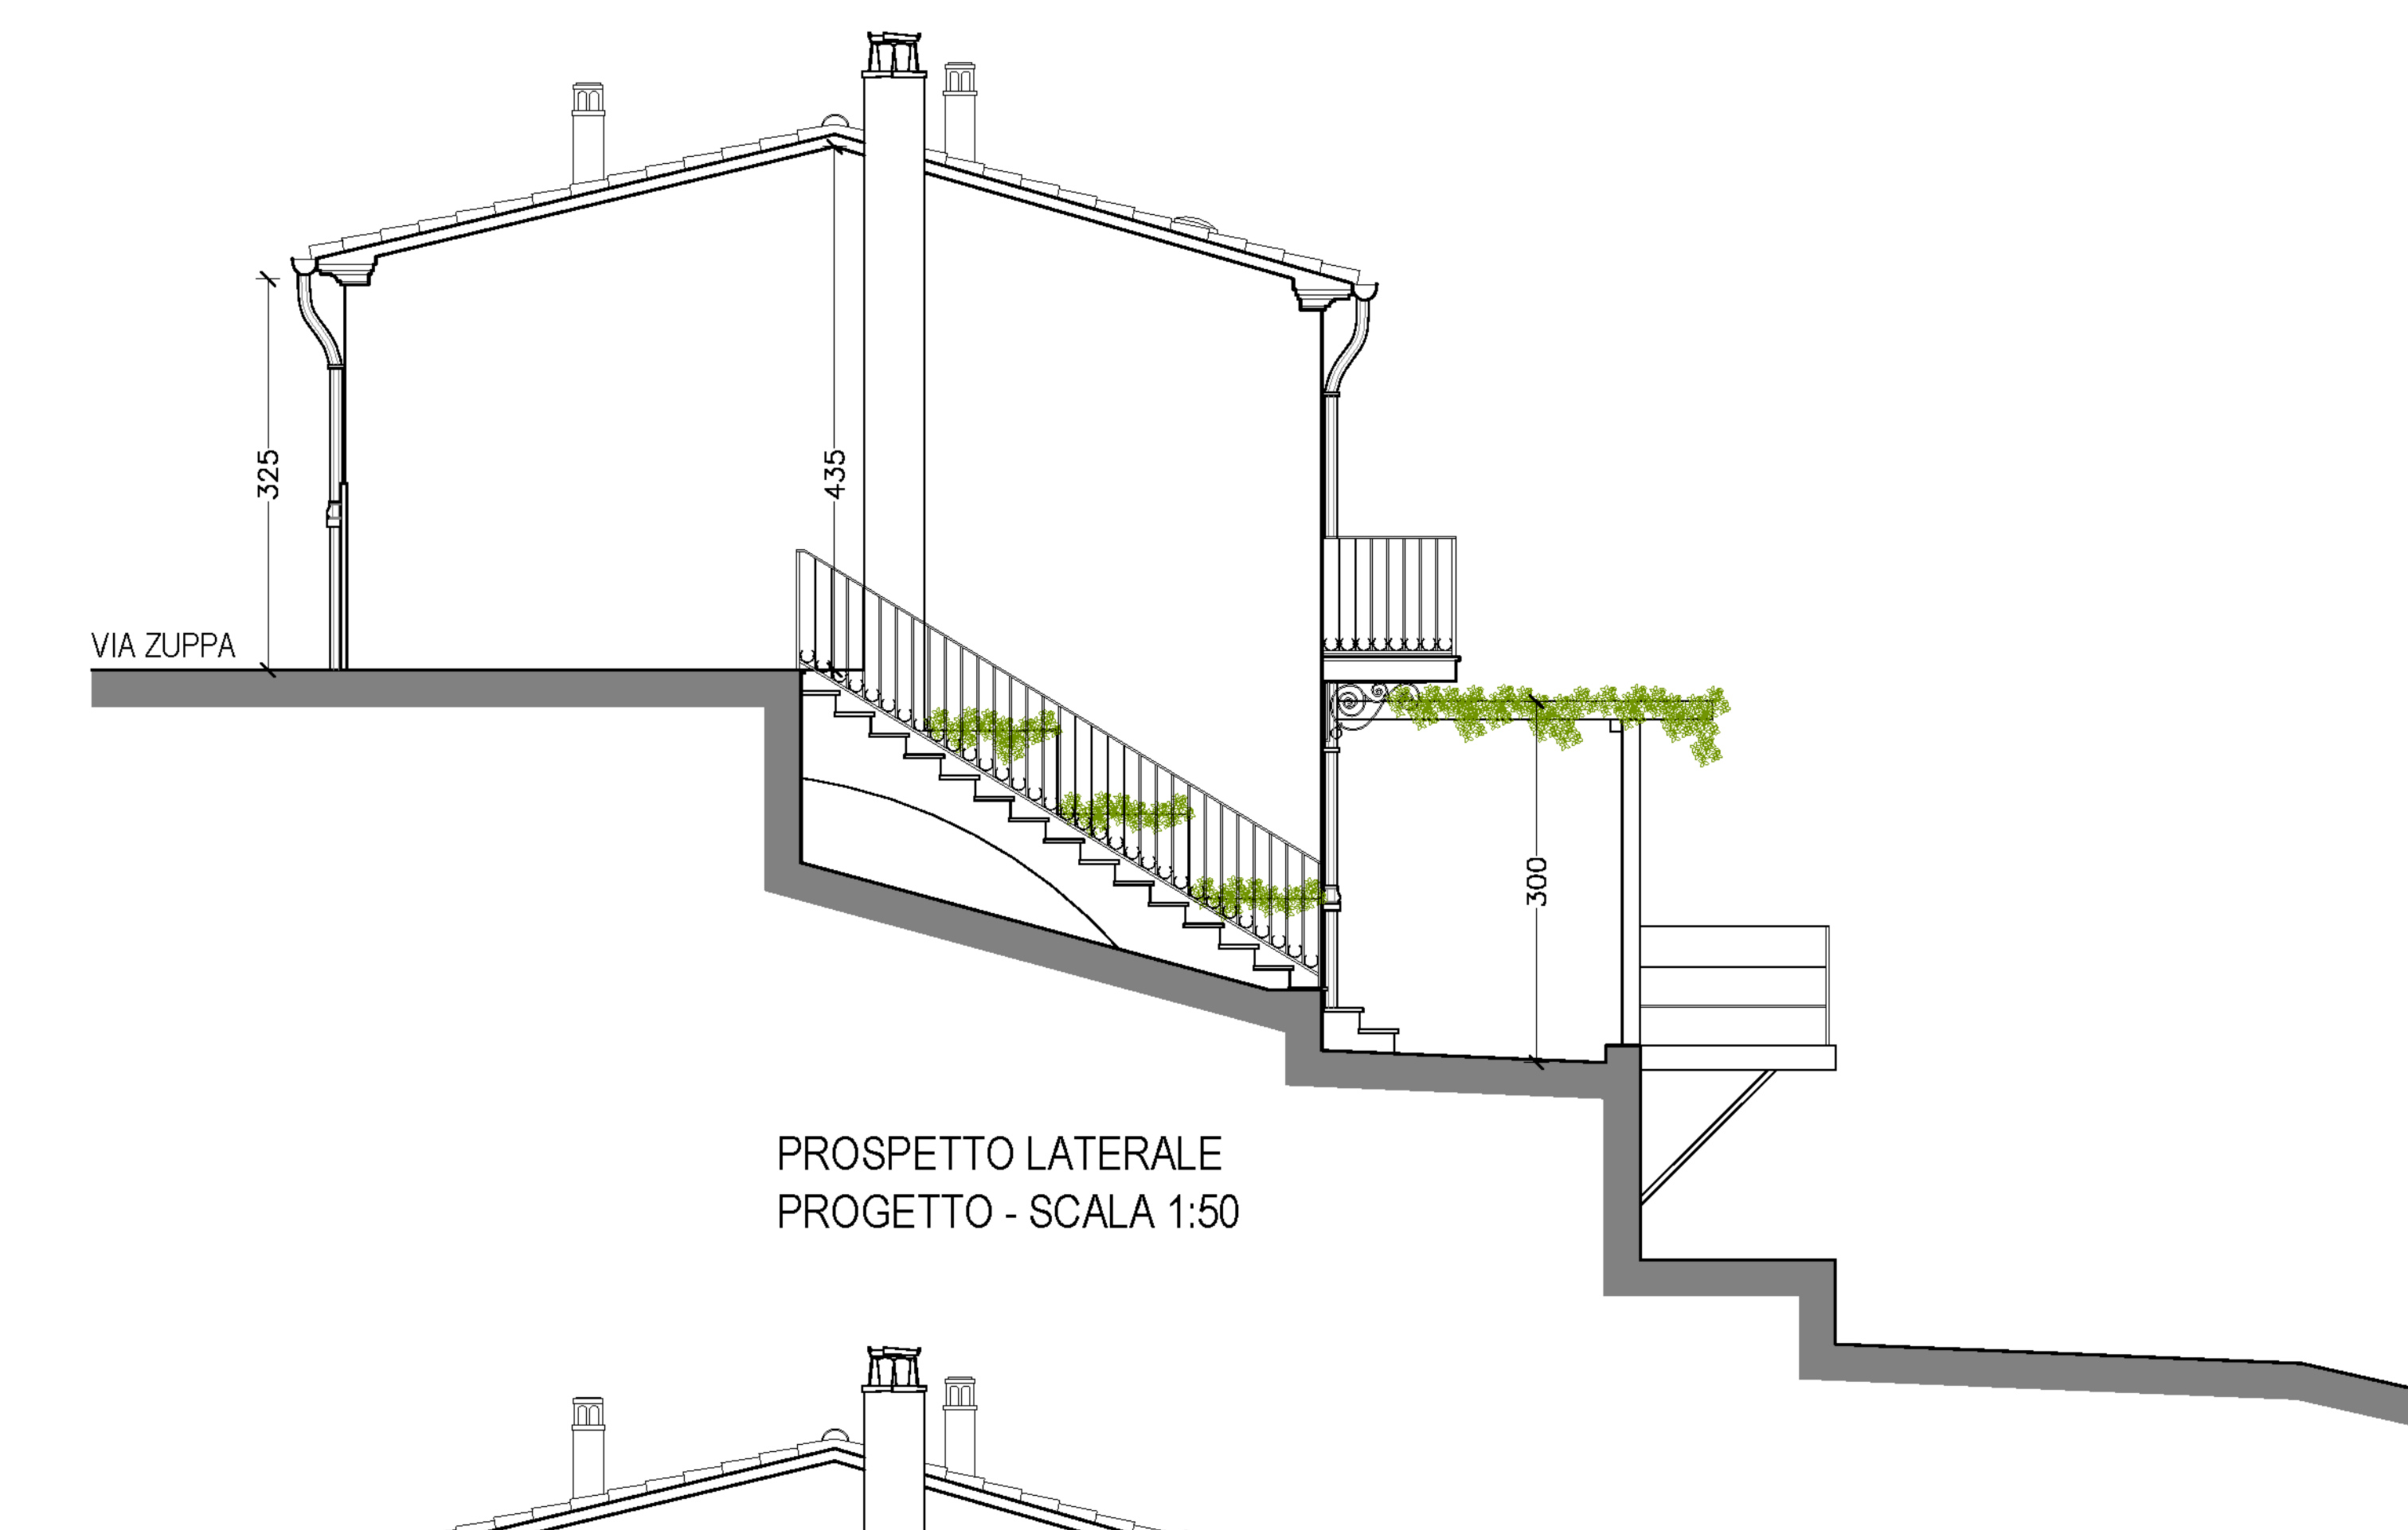 325
435
VIA ZUPPA
300
PROSPETTO LATERALE
PROGETTO - SCALA 1:50